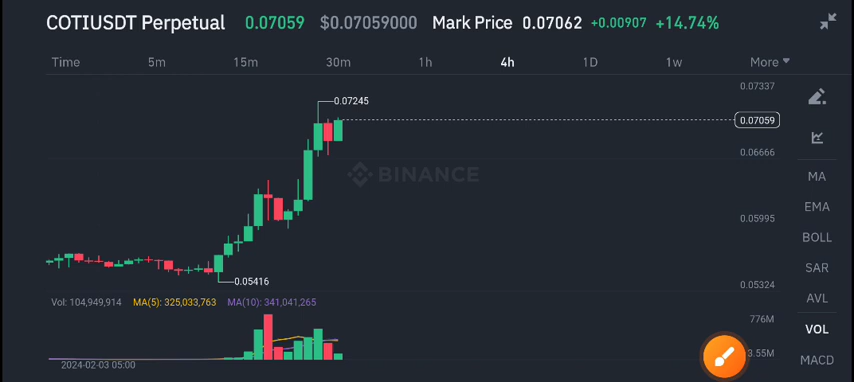 COTIUSDT Perpetual 0.07059 $0.07059000 Mark Price 0.07062 +0.00907 +14.74%
Time 5m 15m 30m 1h 4h 1D 1w More
0.07337
0.07245
0.07059
0.06666
BINANCE
MA
EMA
0.05995
BOLL
SAR
0.05416
0.05324
AVL
Vol: 104,949,914 MA(5): 325,033,763 MA(10): 341,041,265
776M
VOL
3.55M
MACD
2024-02-03 05:00